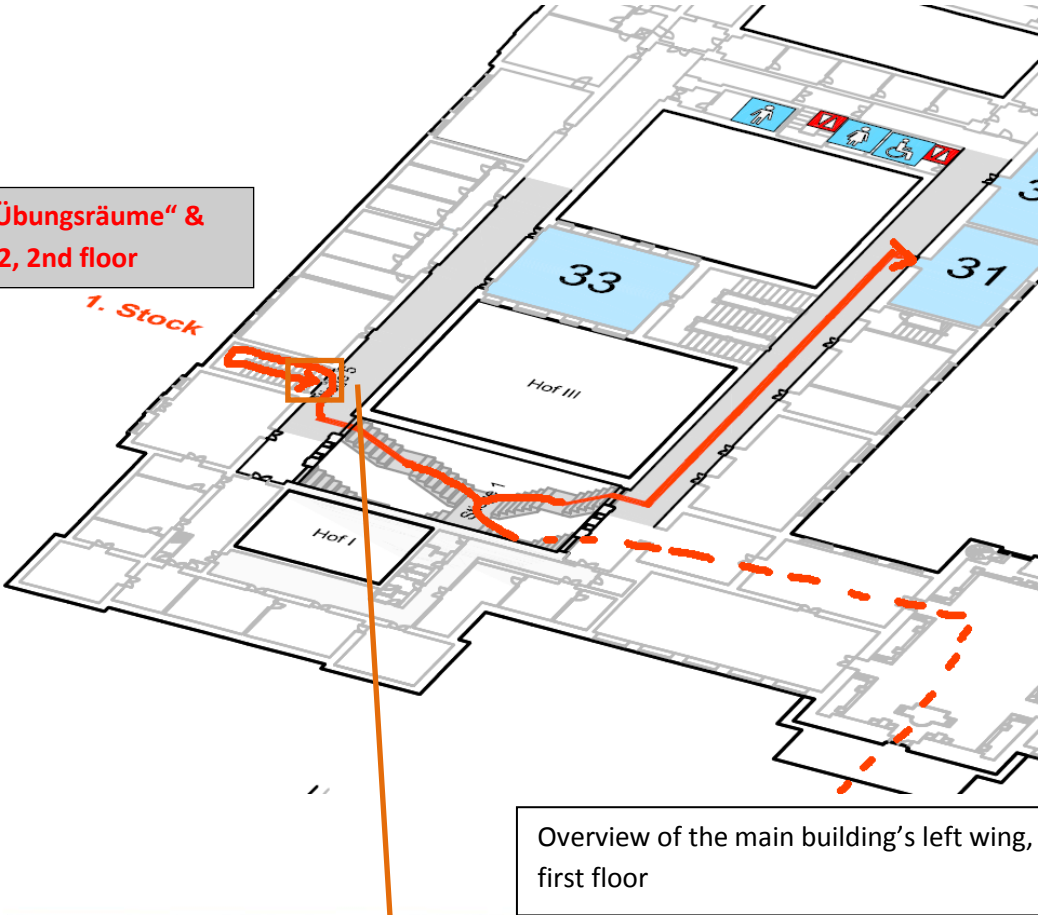 Übungsräume“ &
2, 2nd floor
1. Stock
33
31
Hof III
Hof I
Overview of the main building’s left wing,
first floor